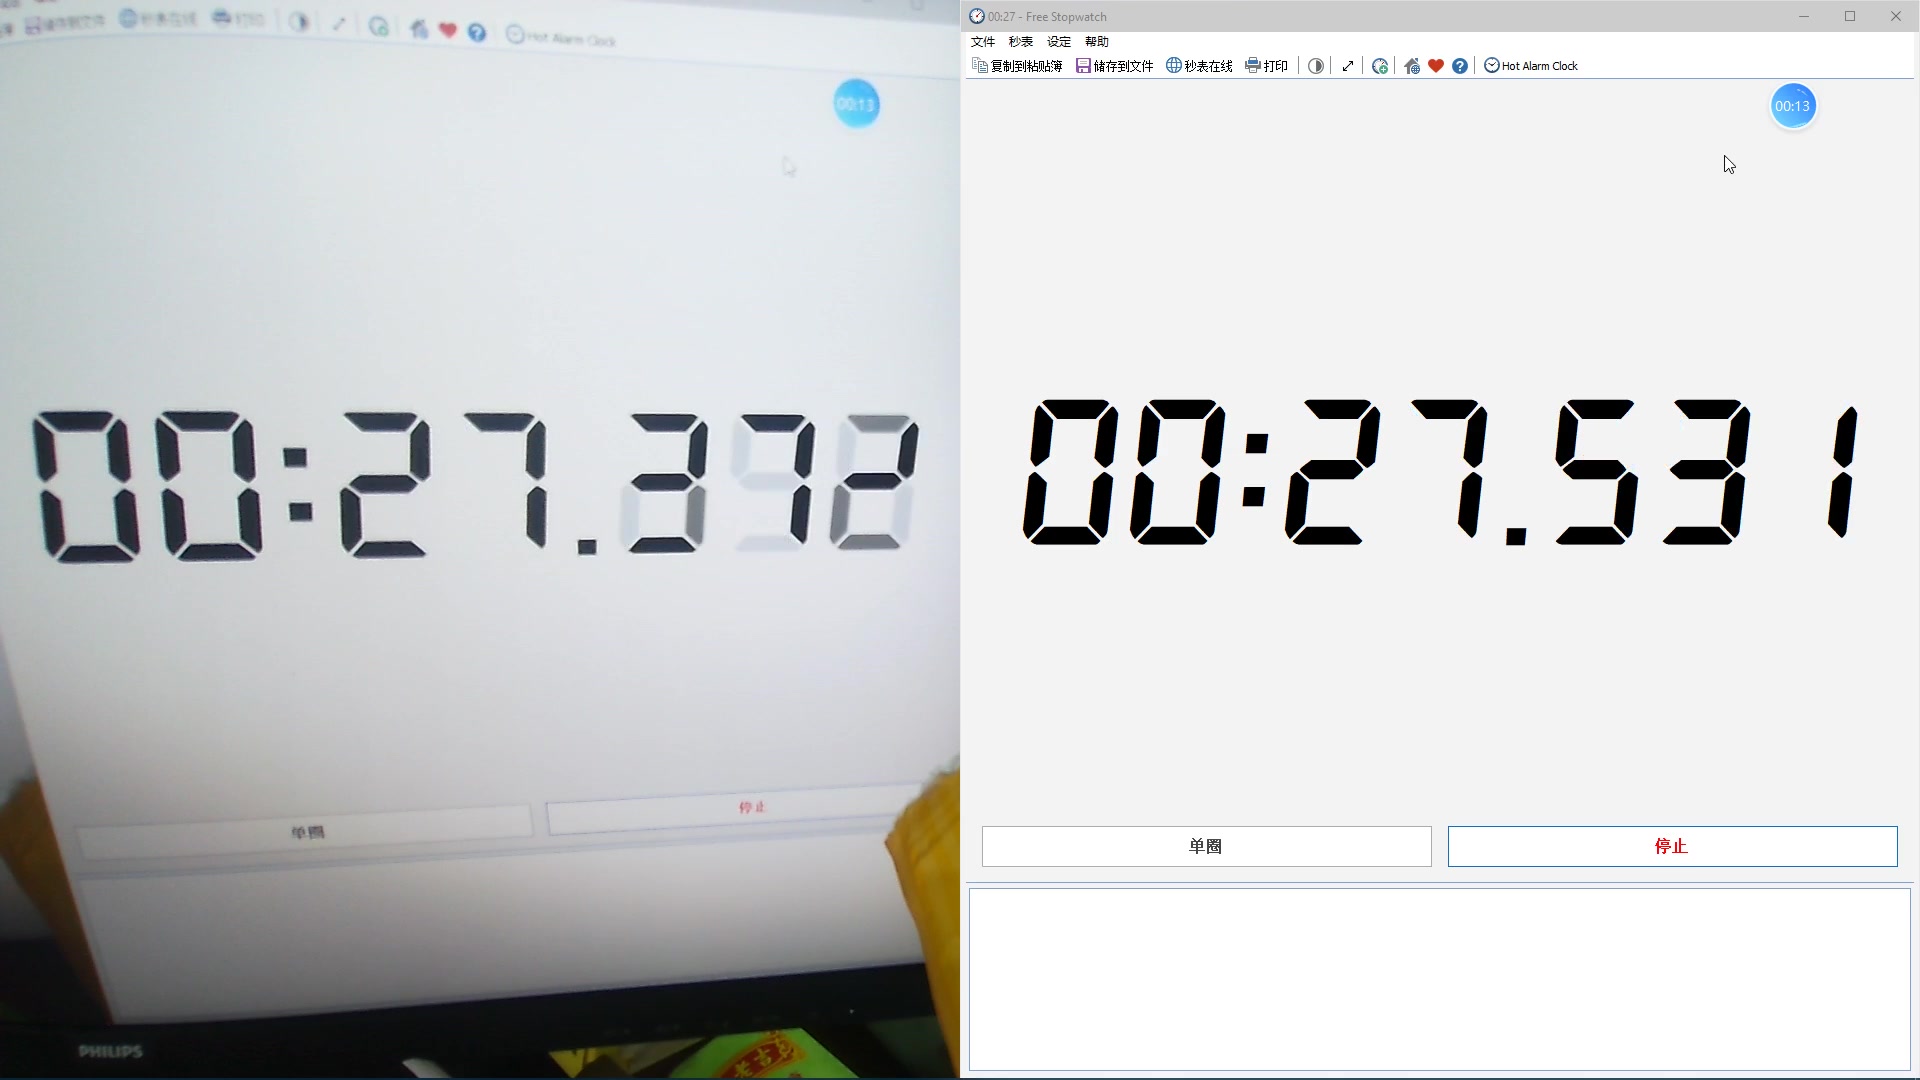 储存到文件 秒表在线 打印 Hot Alarm Clock
00:13
00:27.372
单圈 停止
PHILIPS
00:27 - Free Stopwatch
文件 秒表 设定 帮助
复制到粘贴簿 储存到文件 秒表在线 打印 Hot Alarm Clock
00:13
00:27.531
单圈 停止